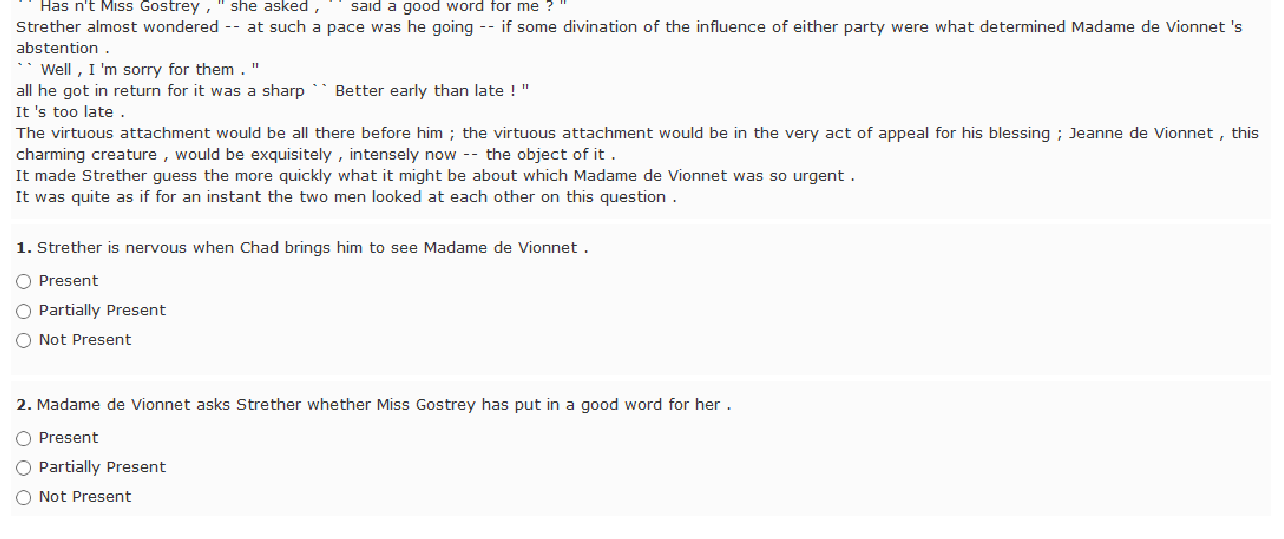 `` Has n't Miss Gostrey , " she asked , `` said a good word for me ? "
Strether almost wondered -- at such a pace was he going -- if some divination of the influence of either party were what determined Madame de Vionnet 's
abstention .
`` Well , I 'm sorry for them . "
all he got in return for it was a sharp `` Better early than late ! "
It 's too late .
The virtuous attachment would be all there before him ; the virtuous attachment would be in the very act of appeal for his blessing ; Jeanne de Vionnet , this
charming creature , would be exquisitely , intensely now -- the object of it .
It made Strether guess the more quickly what it might be about which Madame de Vionnet was so urgent .
It was quite as if for an instant the two men looked at each other on this question .
1. Strether is nervous when Chad brings him to see Madame de Vionnet .
Present
Partially Present
Not Present
2. Madame de Vionnet asks Strether whether Miss Gostrey has put in a good word for her .
Present
Partially Present
Not Present